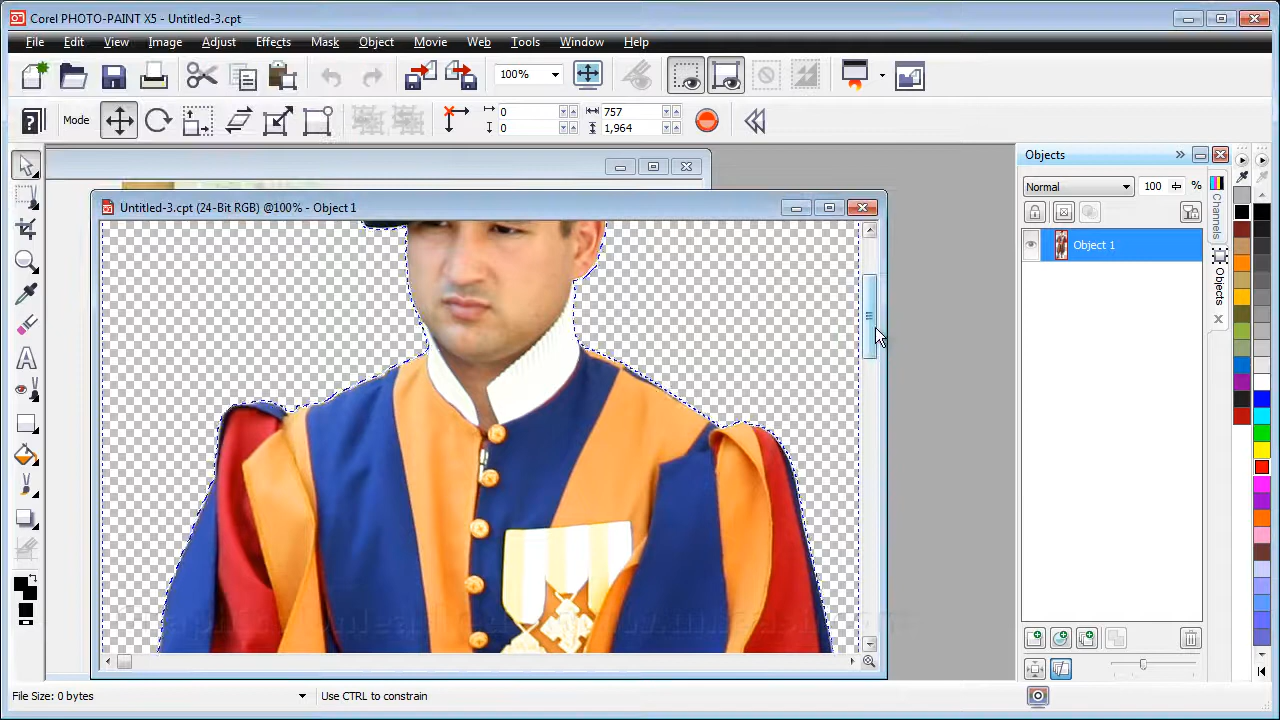 Corel PHOTO-PAINT X5 - Untitled-3.cpt
File Edit View Image Adjust Effects Mask Object Movie Web Tools Window Help
100%
Mode 0 757
0 1,964
Objects
Untitled-3.cpt (24-Bit RGB) @100% - Object 1
Normal 100 %
Object 1
Channels
Objects
File Size: 0 bytes Use CTRL to constrain